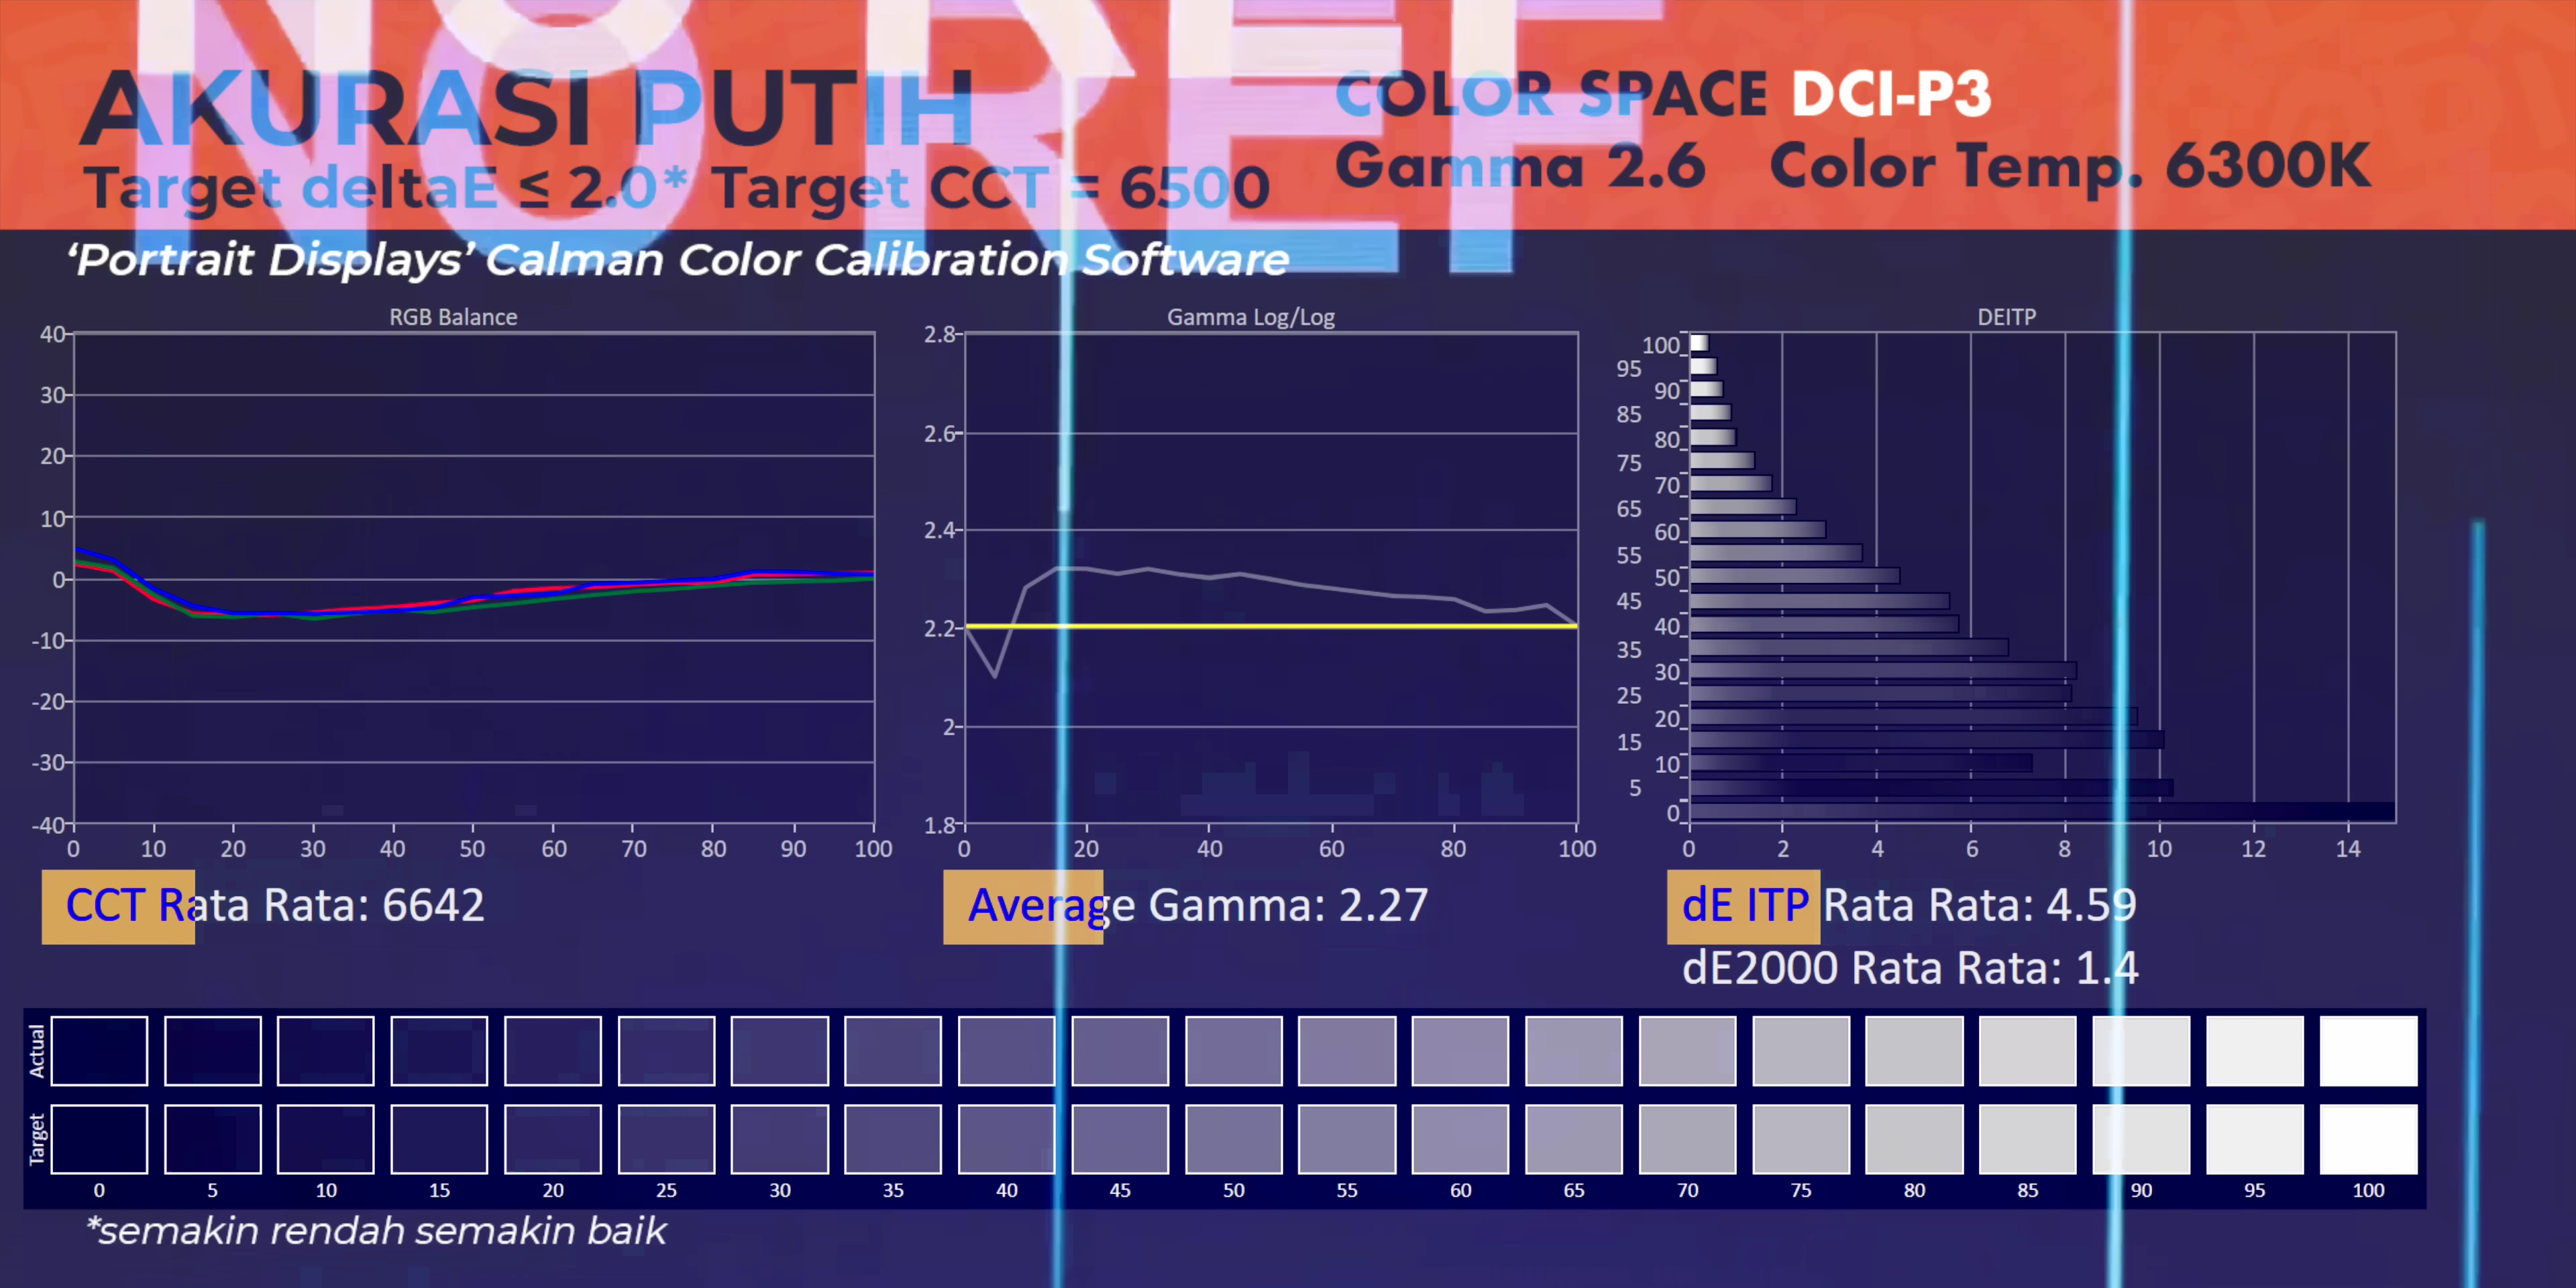 NO REF
AKURASI PUTIH
Target deltaE ≤ 2.0* Target CCT = 6500
COLOR SPACE DCI-P3
Gamma 2.6 Color Temp. 6300K
‘Portrait Displays’ Calman Color Calibration Software
RGB Balance
40
30
20
10
0
-10
-20
-30
-40
0 10 20 30 40 50 60 70 80 90 100
CCT Rata Rata: 6642
Gamma Log/Log
2.8
2.6
2.4
2.2
2
1.8
0 20 40 60 80 100
Average Gamma: 2.27
DEITP
100
95
90
85
80
75
70
65
60
55
50
45
40
35
30
25
20
15
10
5
0
0 2 4 6 8 10 12 14
dE ITP Rata Rata: 4.59
dE2000 Rata Rata: 1.4
Actual
Target
0 5 10 15 20 25 30 35 40 45 50 55 60 65 70 75 80 85 90 95 100
*semakin rendah semakin baik